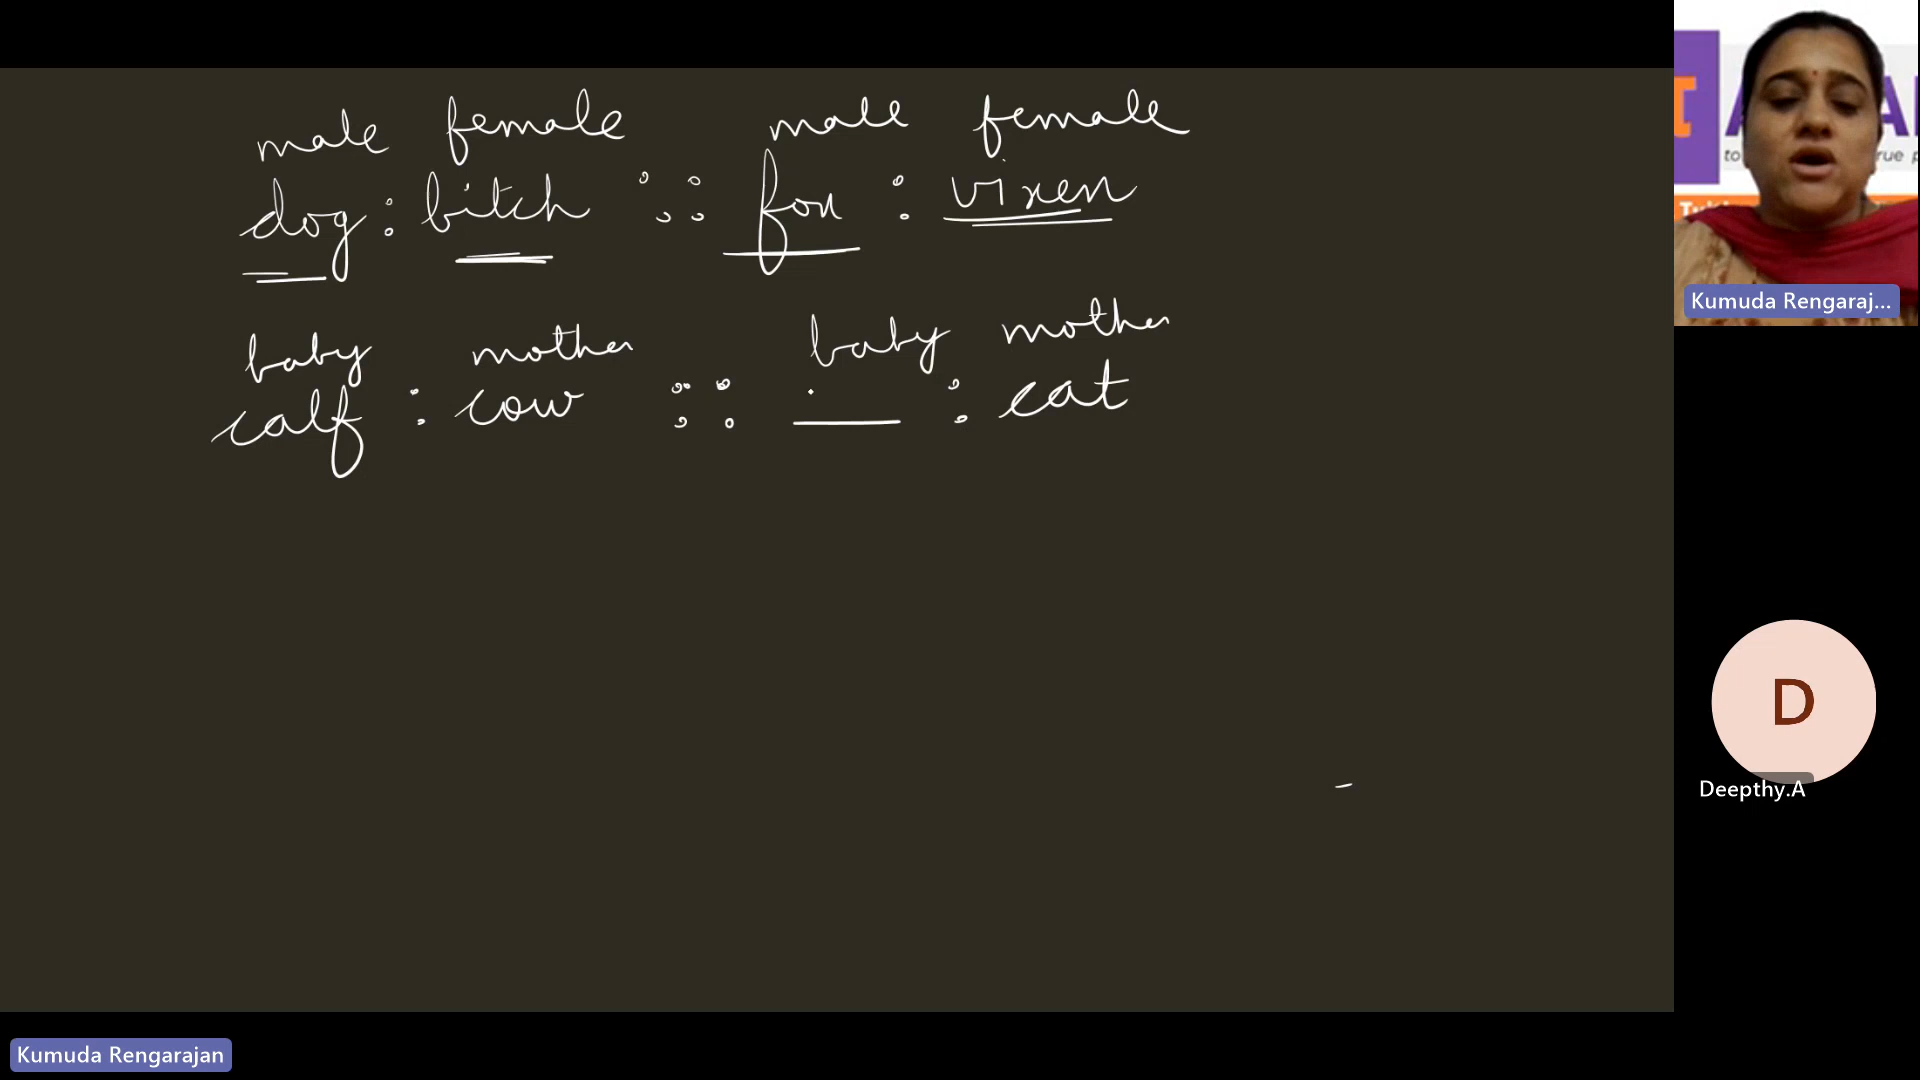 male female male female
dog : bitch :: fox : vixen
baby mother baby mother
calf : cow :: ___ : cat
Kumuda Rengaraj...
D
Deepthy.A
Kumuda Rengarajan